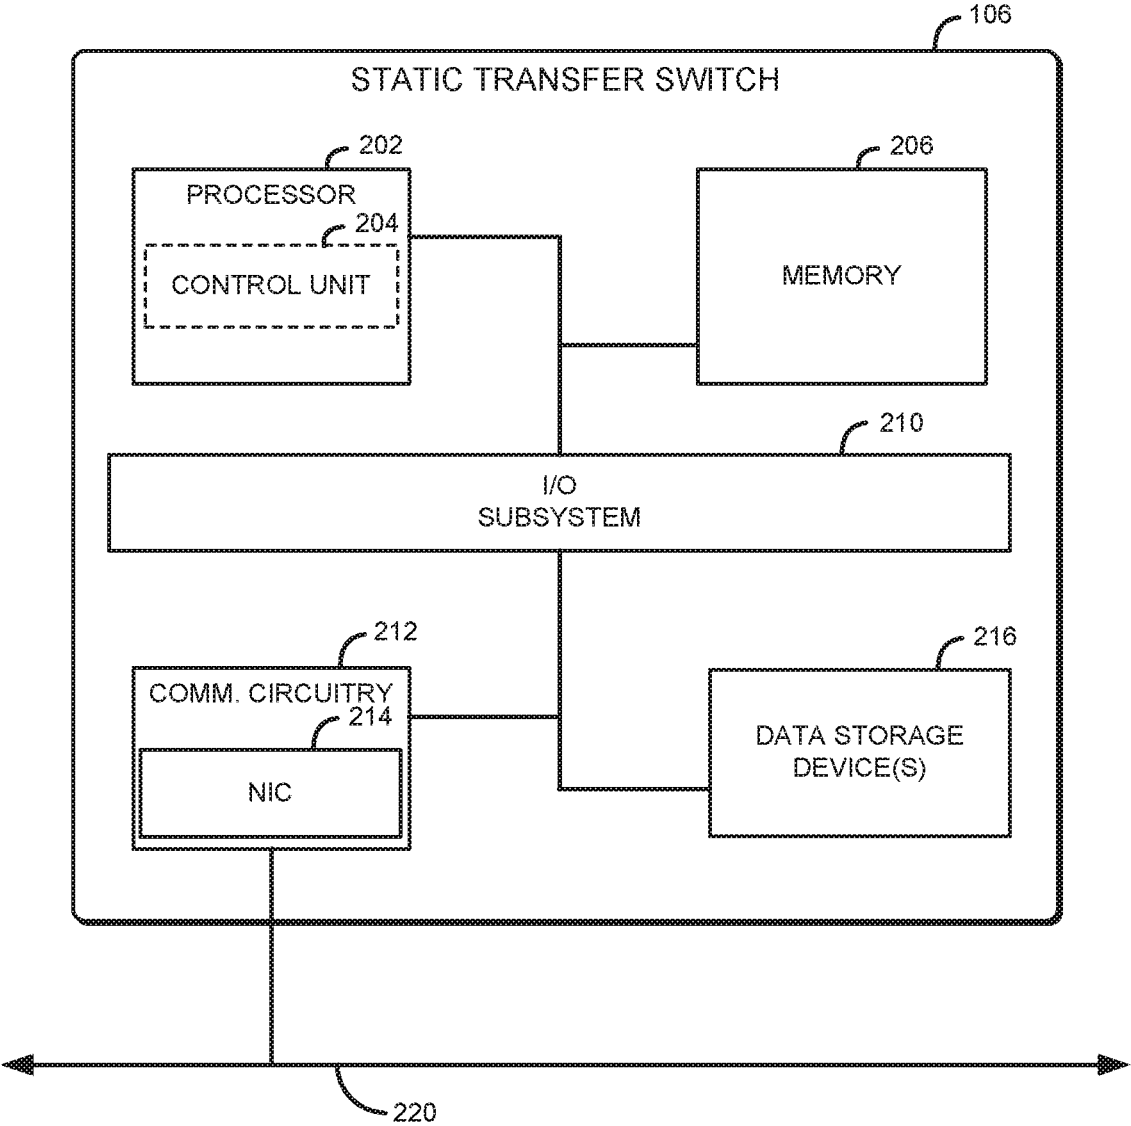 106
STATIC TRANSFER SWITCH
202
206
PROCESSOR
204
CONTROL UNIT
MEMORY
210
I/O
SUBSYSTEM
212
216
COMM. CIRCUITRY
214
DATA STORAGE
DEVICE(S)
NIC
220